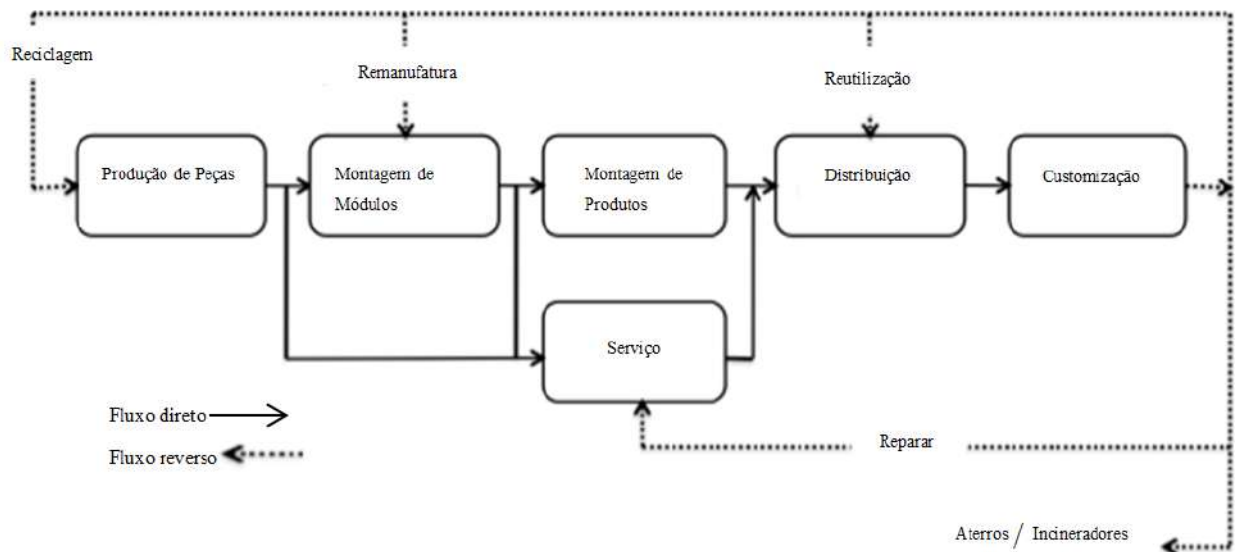 Reciclagem
Remanufatura
Reutilização
Produção de Peças
Montagem de
Módulos
Montagem de
Produtos
Distribuição
Customização
Serviço
Fluxo direto
Fluxo reverso
Reparar
Aterros / Incineradores